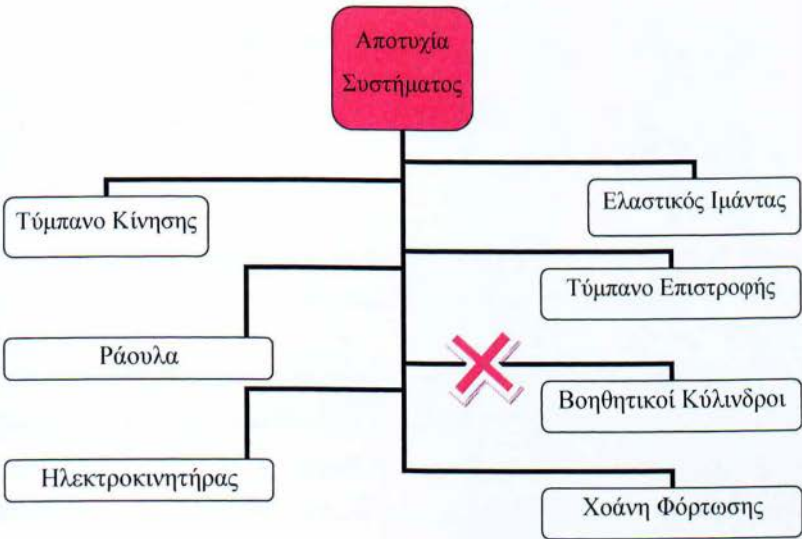 Αποτυχία
Συστήματος
Τύμπανο Κίνησης
Ελαστικός Ιμάντας
Τύμπανο Επιστροφής
Ράουλα
Βοηθητικοί Κύλινδροι
Ηλεκτροκινητήρας
Χοάνη Φόρτωσης